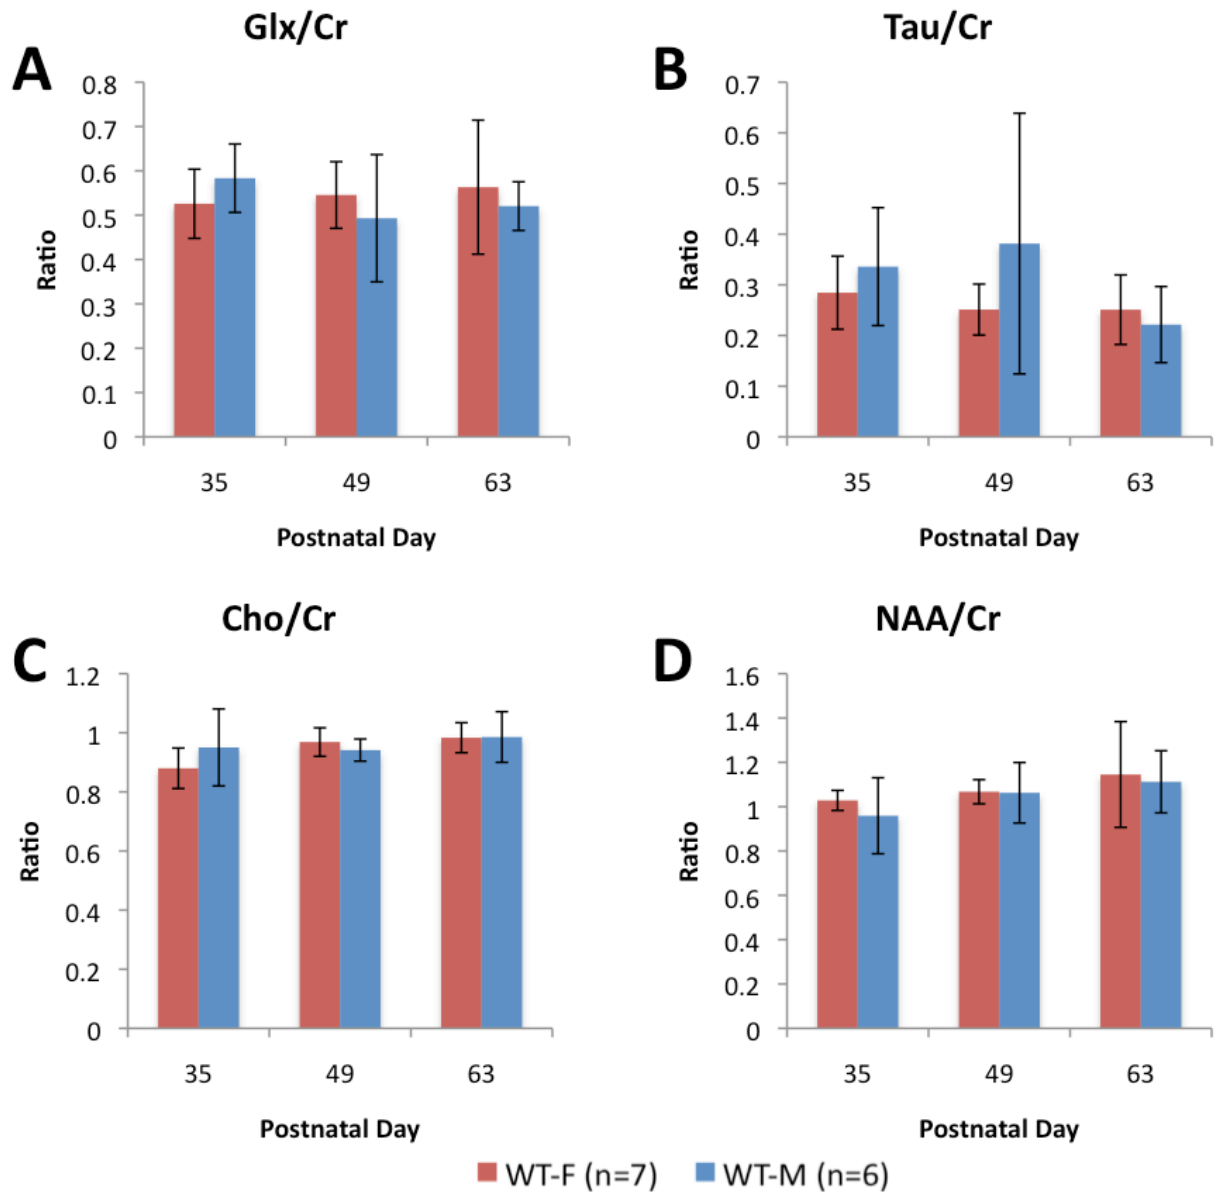 Glx/Cr
A
0.8
0.7
0.6
0.5
0.4
0.3
0.2
0.1
0
Ratio
35 49 63
Postnatal Day
Tau/Cr
B
0.7
0.6
0.5
0.4
0.3
0.2
0.1
0
Ratio
35 49 63
Postnatal Day
Cho/Cr
C
1.2
1
0.8
0.6
0.4
0.2
0
Ratio
35 49 63
Postnatal Day
NAA/Cr
D
1.6
1.4
1.2
1
0.8
0.6
0.4
0.2
0
Ratio
35 49 63
Postnatal Day
WT-F (n=7) WT-M (n=6)